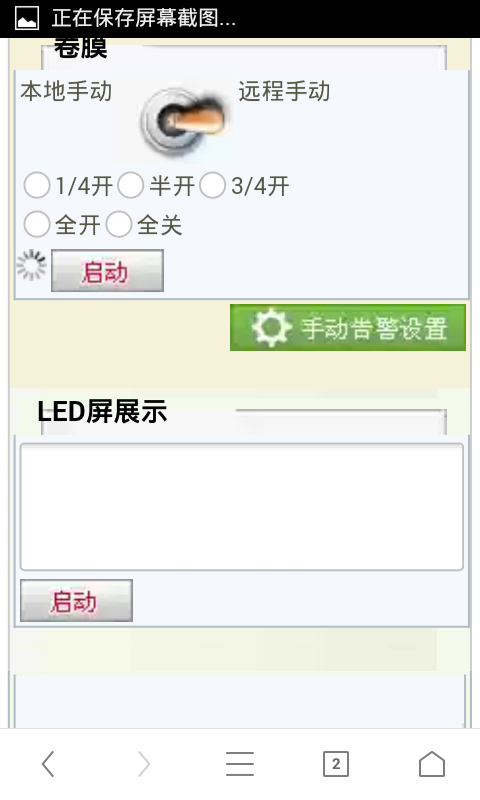 正在保存屏幕截图...
卷膜
本地手动 远程手动
1/4开 半开 3/4开
全开 全关
启动
手动告警设置
LED屏展示
启动
2